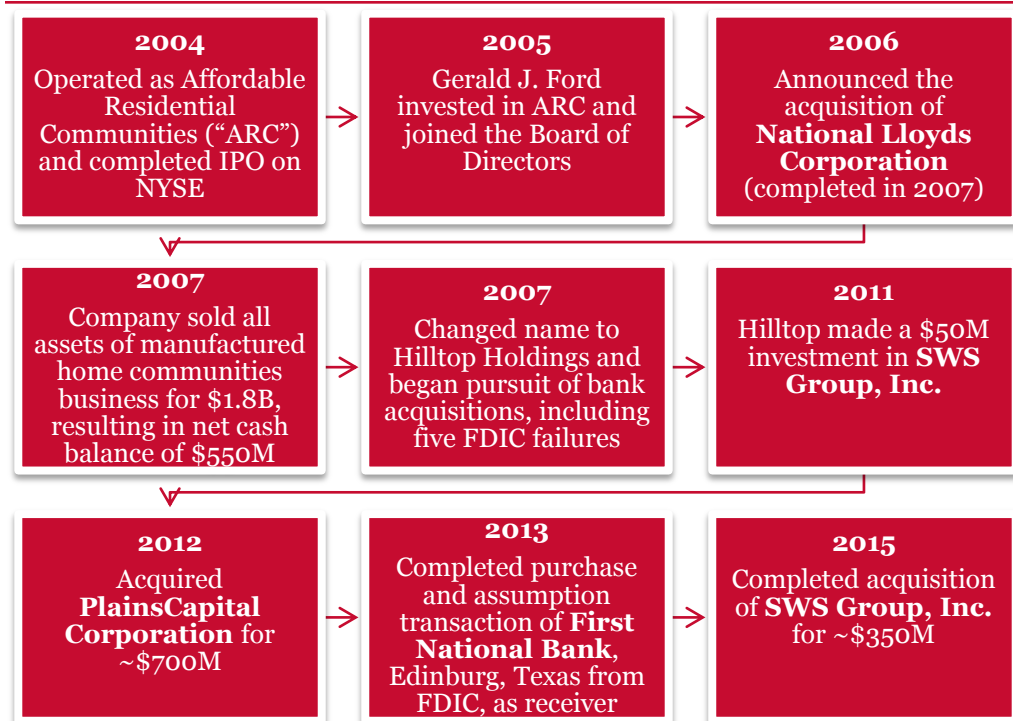 2004
Operated as Affordable
Residential
Communities (“ARC”)
and completed IPO on
NYSE
2005
Gerald J. Ford
invested in ARC and
joined the Board of
Directors
2006
Announced the
acquisition of
National Lloyds
Corporation
(completed in 2007)
2007
Company sold all
assets of manufactured
home communities
business for $1.8B,
resulting in net cash
balance of $550M
2007
Changed name to
Hilltop Holdings and
began pursuit of bank
acquisitions, including
five FDIC failures
2011
Hilltop made a $50M
investment in SWS
Group, Inc.
2012
Acquired
PlainsCapital
Corporation for
~$700M
2013
Completed purchase
and assumption
transaction of First
National Bank,
Edinburg, Texas from
FDIC, as receiver
2015
Completed acquisition
of SWS Group, Inc.
for ~$350M